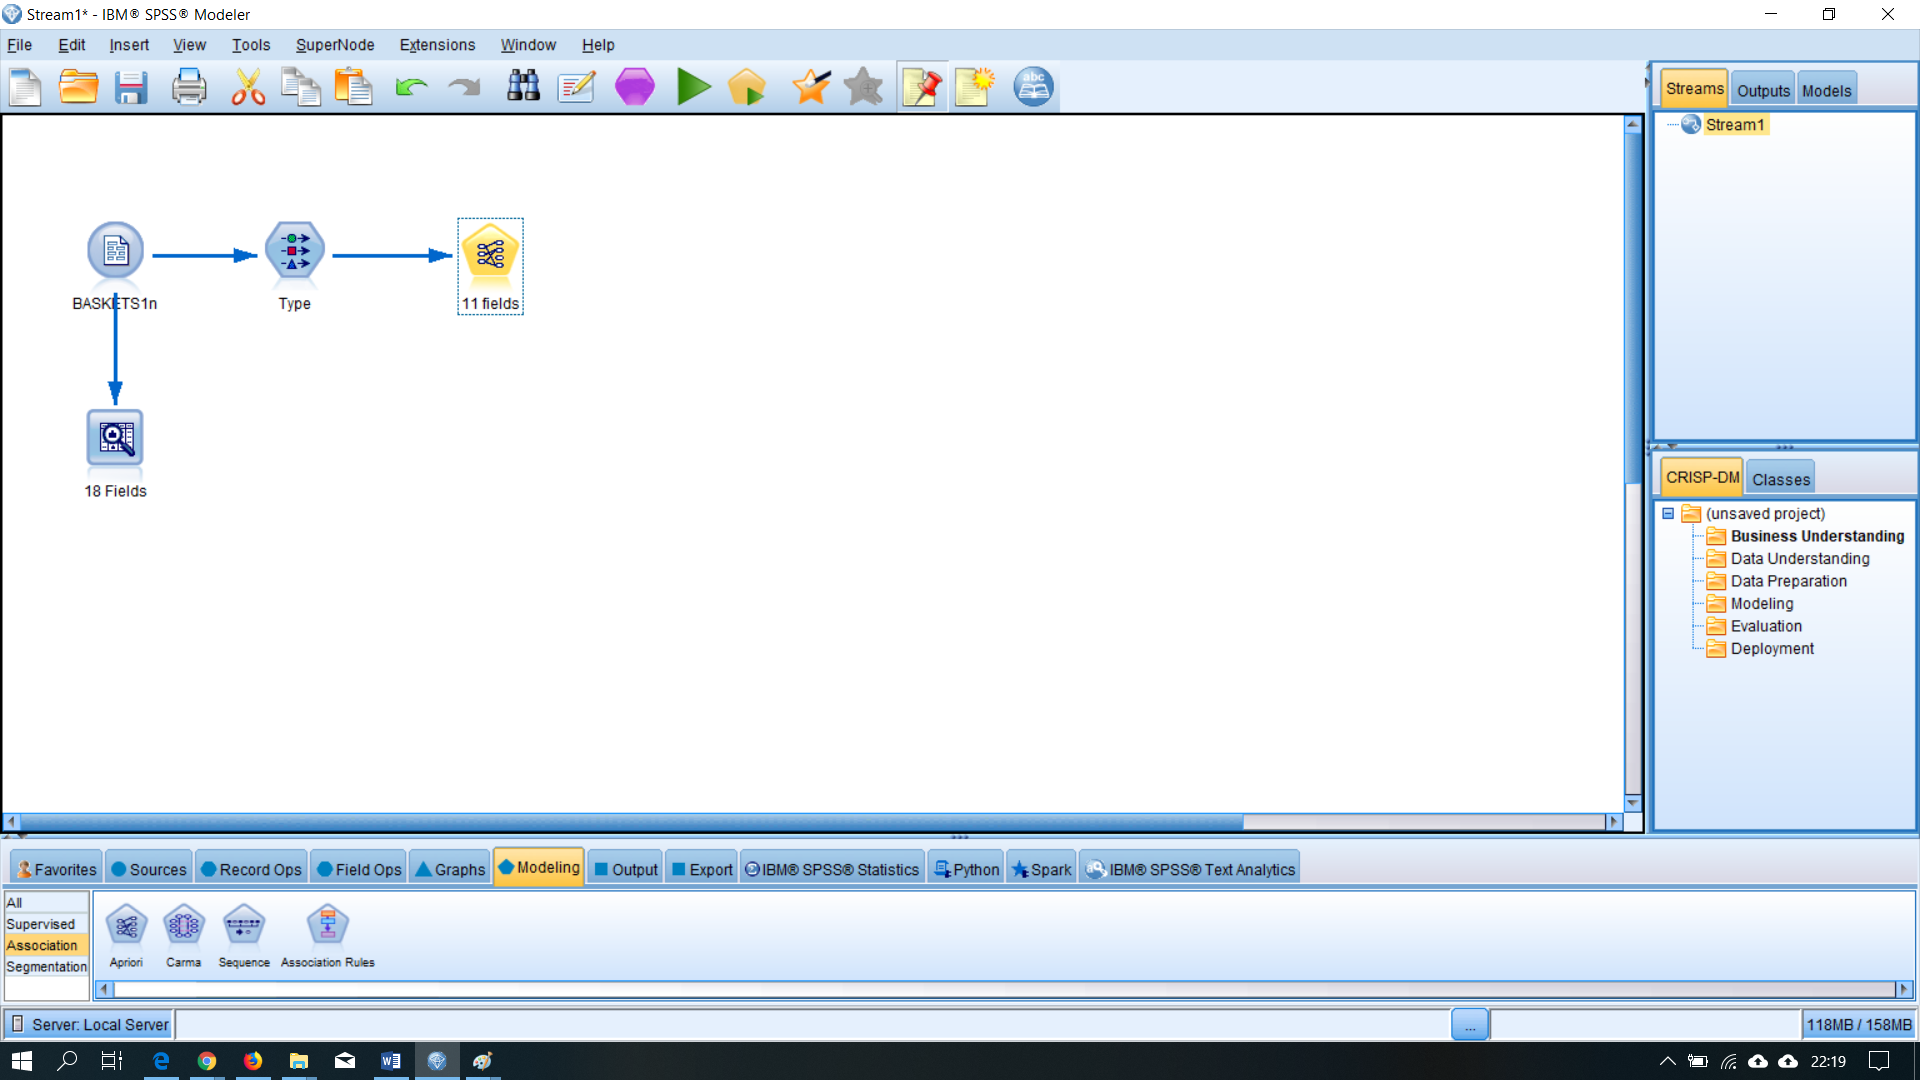 Stream1* - IBM® SPSS® Modeler
File Edit Insert View Tools SuperNode Extensions Window Help
abc
Streams Outputs Models
Stream1
BASKETS1n
Type
11 fields
18 Fields
CRISP-DM Classes
(unsaved project)
Business Understanding
Data Understanding
Data Preparation
Modeling
Evaluation
Deployment
Favorites Sources Record Ops Field Ops Graphs Modeling Output Export IBM® SPSS® Statistics Python Spark IBM® SPSS® Text Analytics
All
Supervised
Association
Segmentation
Apriori Carma Sequence Association Rules
Server: Local Server
...
118MB / 158MB
22:19